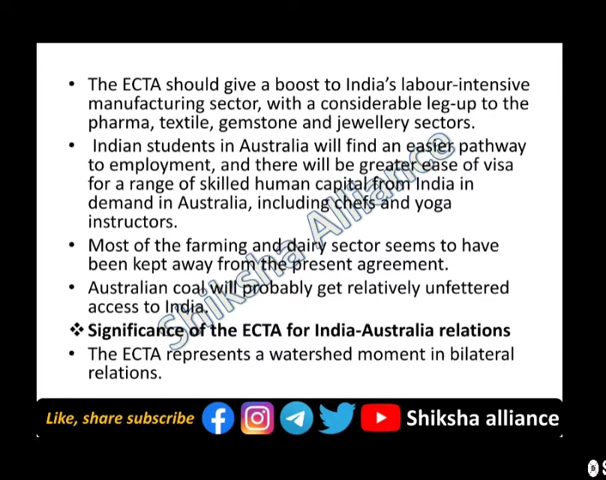 • The ECTA should give a boost to India's labour-intensive
manufacturing sector, with a considerable leg-up to the
pharma, textile, gemstone and jewellery sectors.
• Indian students in Australia will find an easier pathway
to employment, and there will be greater ease of visa
for a range of skilled human capital from India in
demand in Australia, including chefs and yoga
instructors.
• Most of the farming and dairy sector seems to have
been kept away from the present agreement.
• Australian coal will probably get relatively unfettered
access to India.
❖ Significance of the ECTA for India-Australia relations
• The ECTA represents a watershed moment in bilateral
relations.
Shiksha Alliance
Like, share subscribe
Shiksha alliance